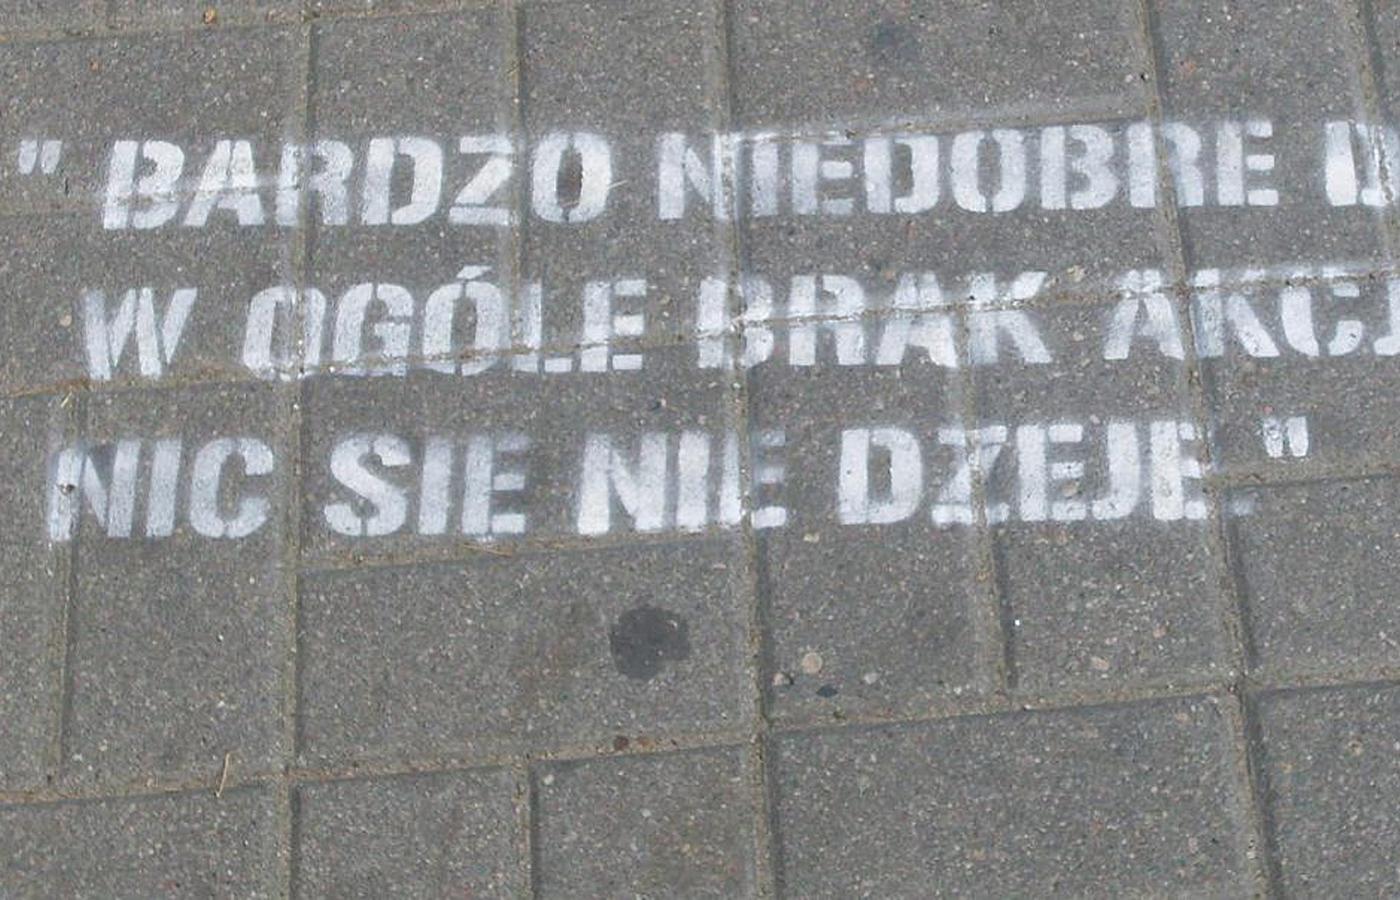 " BARDZO NIEDOBRE
W OGÓLE BRAK AKCJ
NIC SIE NIE DZEJE "